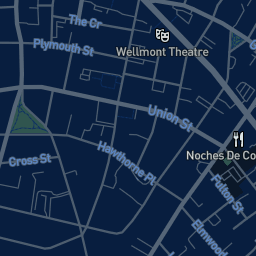 The Cr
Plymouth St
Wellmont Theatre
Union St
Noches De Co
Cross St
Hawthorne Pl
Fulton St
Elmwood